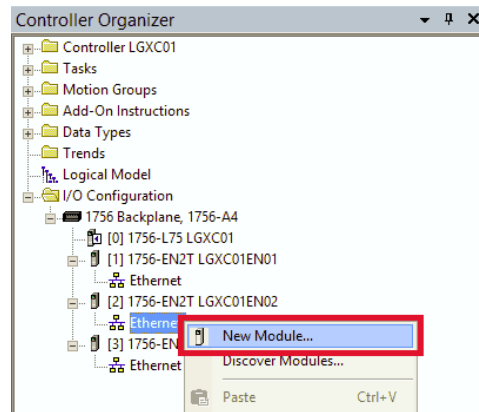 Controller Organizer
Controller LGXC01
Tasks
Motion Groups
Add-On Instructions
Data Types
Trends
Logical Model
I/O Configuration
1756 Backplane, 1756-A4
[0] 1756-L75 LGXC01
[1] 1756-EN2T LGXC01EN01
Ethernet
[2] 1756-EN2T LGXC01EN02
Ethernet
New Module...
[3] 1756-EN
Discover Modules...
Ethernet
Paste Ctrl+V